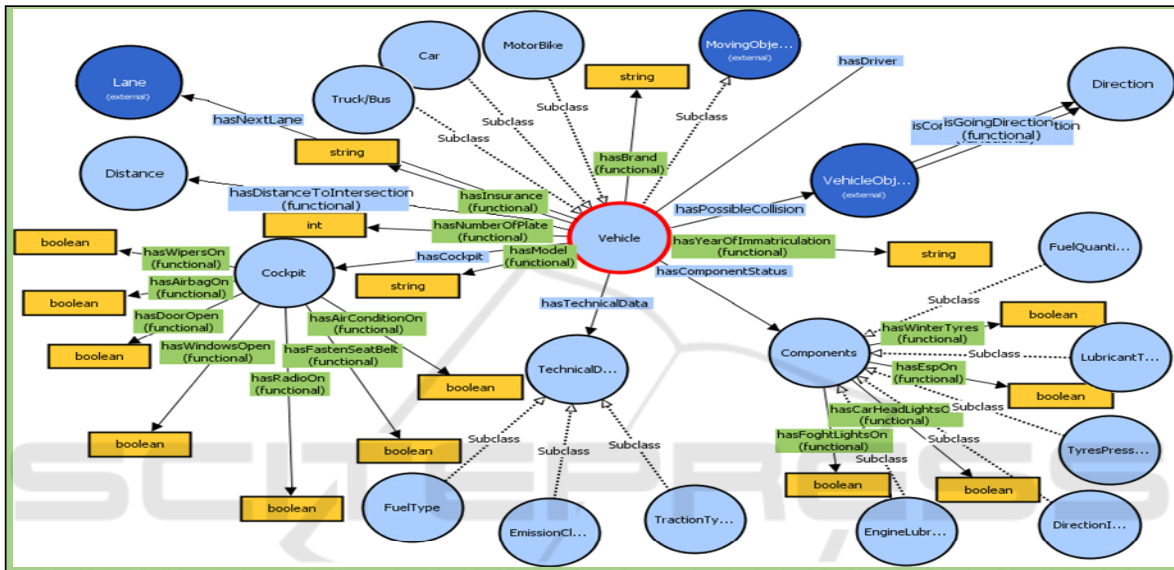 Car
MotorBike
MovingObje...
(external)
hasDriver
Lane
(external)
string
Direction
Truck/Bus
Subclass
Subclass
Subclass
hasNextLane
isGoingDirection
(functional)
string
Distance
hasBrand
(functional)
VehicleObj...
(external)
hasDistanceToIntersection
(functional)
hasInsurance
(functional)
hasPossibleCollision
int
hasNumberOfPlate
(functional)
Vehicle
boolean
hasWipersOn
(functional)
hasYearOfImmatriculation
(functional)
FuelQuanti...
string
Cockpit
hasCockpit
hasModel
(functional)
hasComponentStatus
string
boolean
hasAirbagOn
(functional)
hasTechnicalData
Subclass
boolean
hasDoorOpen
(functional)
hasAirConditionOn
(functional)
hasWinterTyres
(functional)
boolean
hasWindowsOpen
(functional)
hasFastenSeatBelt
(functional)
Components
Subclass
LubricantT...
TechnicalD...
hasEspOn
(functional)
hasRadioOn
(functional)
boolean
boolean
hasCarHeadLightsO
(functional)
Subclass
boolean
boolean
Subclass
hasFoghtLightsOn
(functional)
Subclass
TyresPress...
Subclass
Subclass
Subclass
boolean
boolean
boolean
FuelType
EmissionCl...
TractionTy...
EngineLubr...
DirectionI...
SCITEPRESS